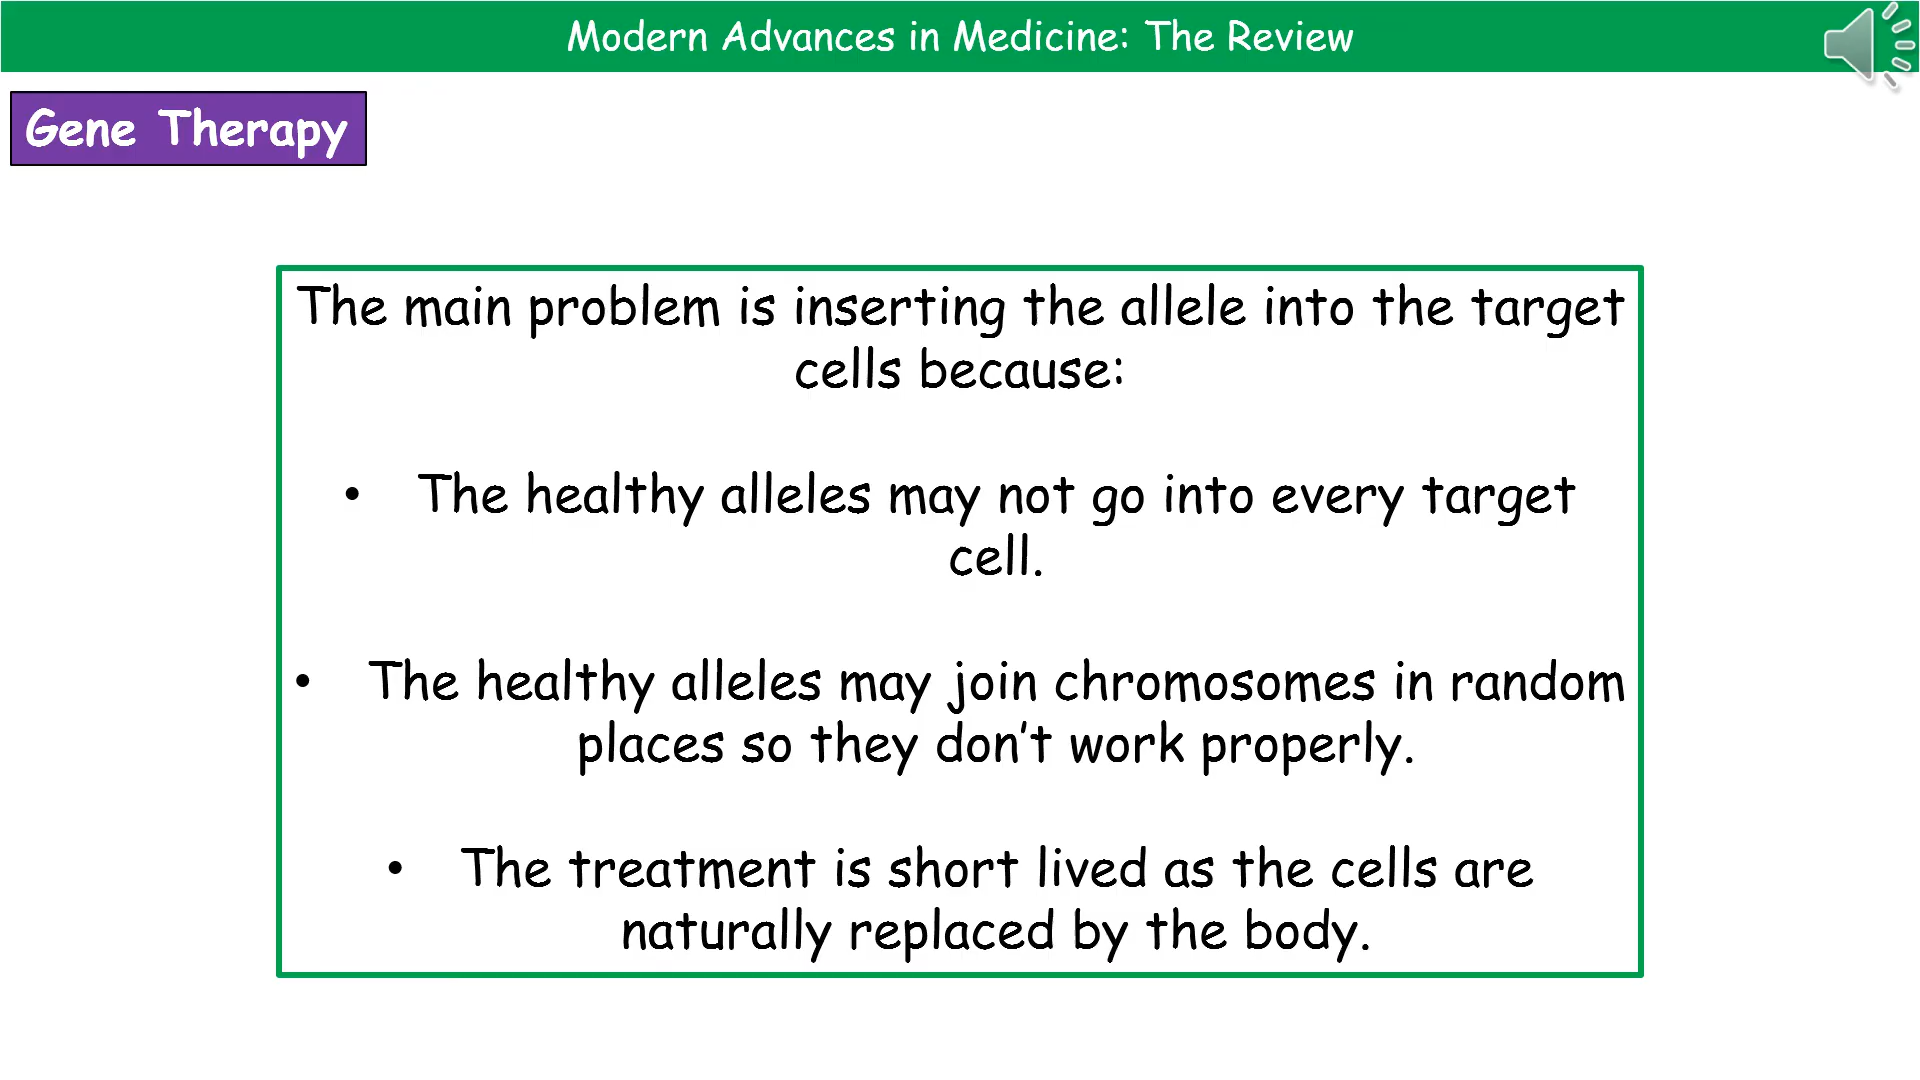 Modern Advances in Medicine: The Review
Gene Therapy
The main problem is inserting the allele into the target
cells because:
• The healthy alleles may not go into every target
cell.
• The healthy alleles may join chromosomes in random
places so they don’t work properly.
• The treatment is short lived as the cells are
naturally replaced by the body.